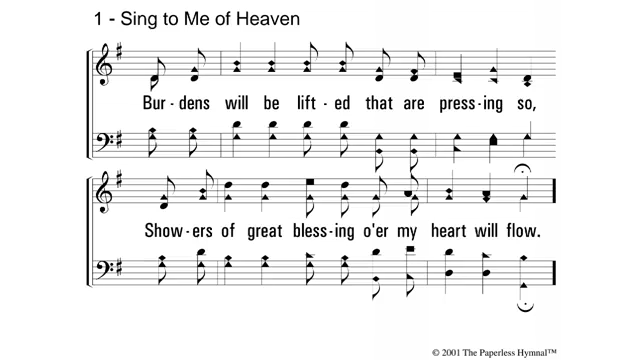 1 - Sing to Me of Heaven
Bur - dens will be lift - ed that are press - ing so,
Show - ers of great bless - ing o'er my heart will flow.
© 2001 The Paperless Hymnal™